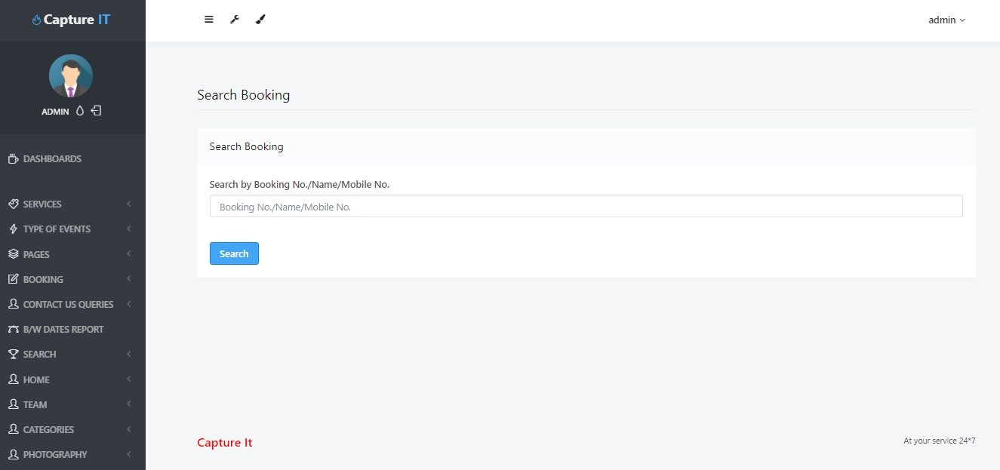 Capture IT
admin
ADMIN
DASHBOARDS
SERVICES
TYPE OF EVENTS
PAGES
BOOKING
CONTACT US QUERIES
B/W DATES REPORT
SEARCH
HOME
TEAM
CATEGORIES
PHOTOGRAPHY
Search Booking
Search Booking
Search by Booking No./Name/Mobile No.
Booking No./Name/Mobile No.
Search
Capture It
At your service 24*7